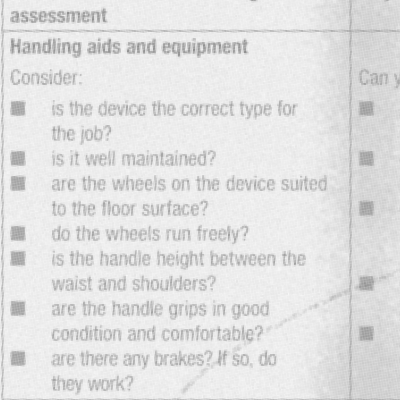 assessment
Handling aids and equipment
Consider:
■ is the device the correct type for
the job?
■ is it well maintained?
■ are the wheels on the device suited
to the floor surface?
■ do the wheels run freely?
■ is the handle height between the
waist and shoulders?
■ are the handle grips in good
condition and comfortable?
■ are there any brakes? If so, do
they work?
Can